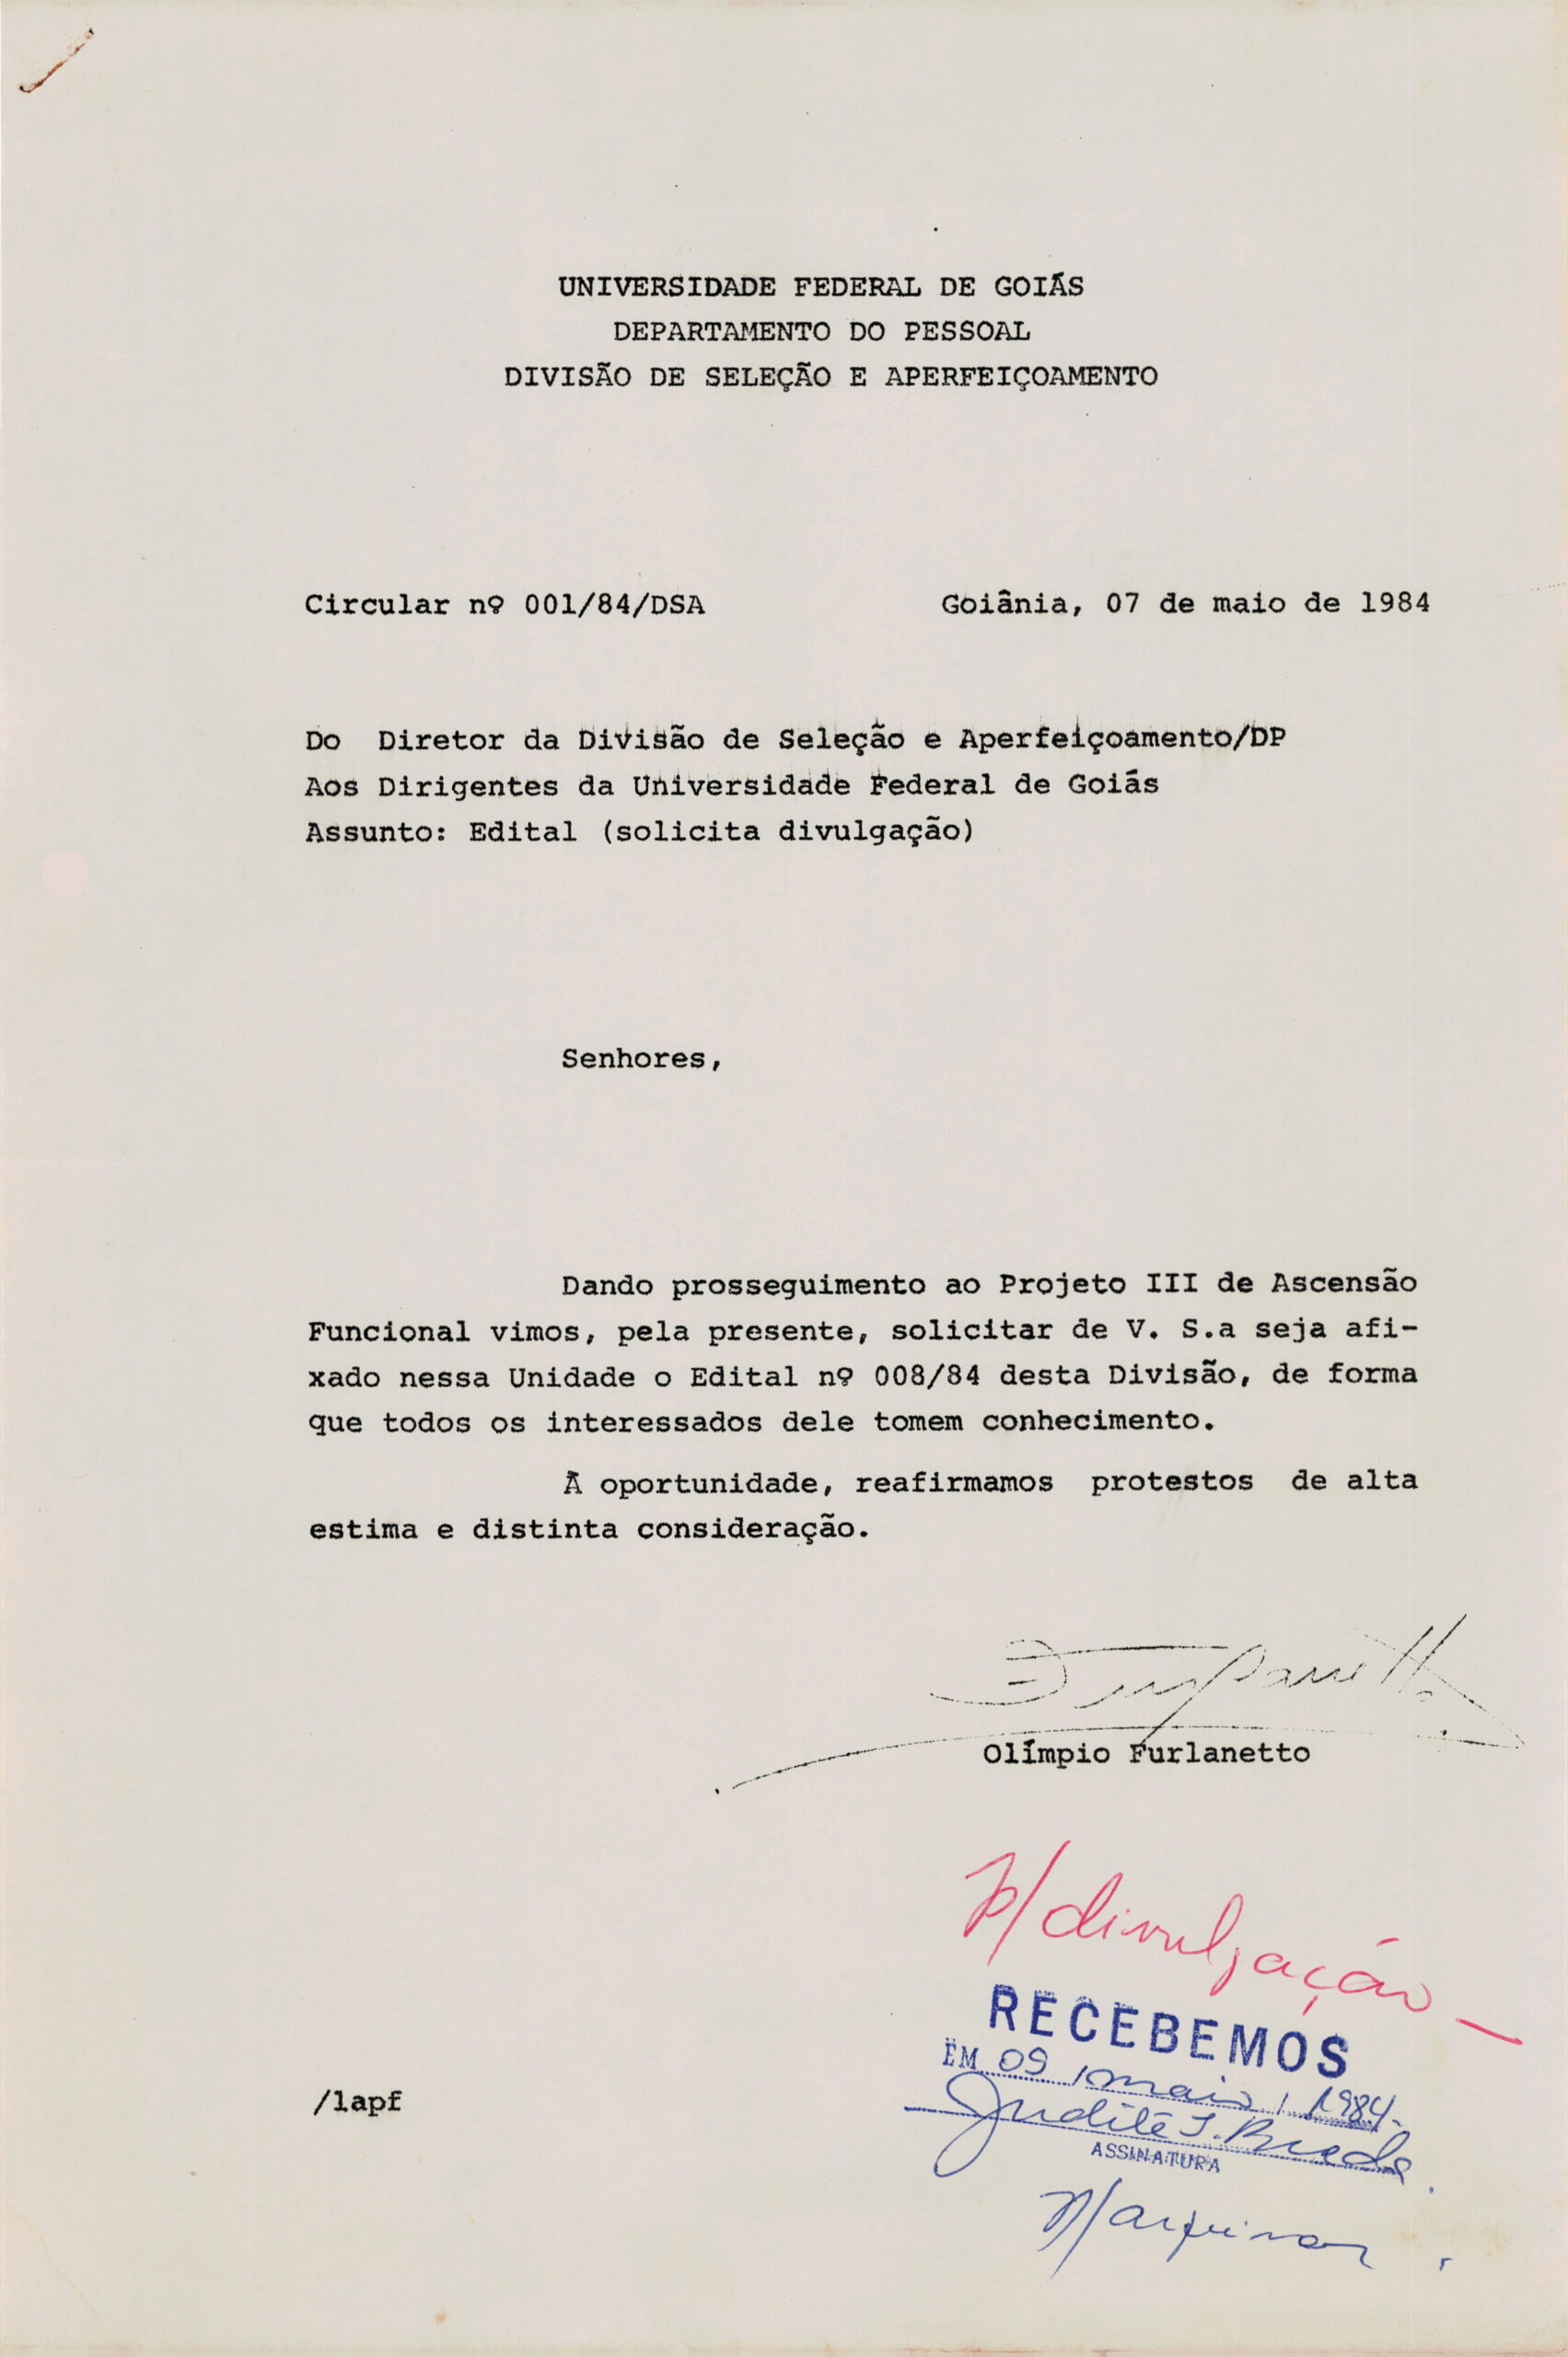 UNIVERSIDADE FEDERAL DE GOIÁS
DEPARTAMENTO DO PESSOAL
DIVISÃO DE SELEÇÃO E APERFEIÇOAMENTO
Circular nº 001/84/DSA Goiânia, 07 de maio de 1984
Do Diretor da Divisão de Seleção e Aperfeiçoamento/DP
Aos Dirigentes da Universidade Federal de Goiás
Assunto: Edital (solicita divulgação)
Senhores,
Dando prosseguimento ao Projeto III de Ascensão
Funcional vimos, pela presente, solicitar de V. S.a seja afi-
xado nessa Unidade o Edital nº 008/84 desta Divisão, de forma
que todos os interessados dele tomem conhecimento.
À oportunidade, reafirmamos protestos de alta
estima e distinta consideração.
Olímpio Furlanetto
p/ divulgação -
RECEBEMOS
EM 09 / maio / 1984.
/lapf
Judite
ASSINATURA
P/ arquivar.